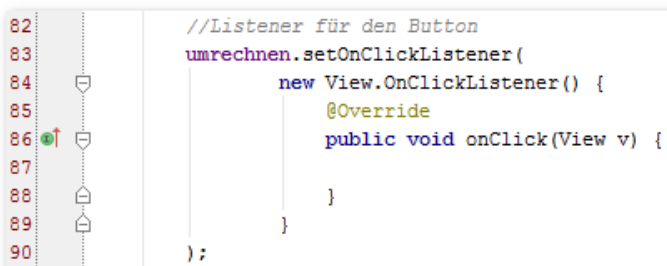 82 //Listener für den Button
83 umrechnen.setOnClickListener(
84 new View.OnClickListener() {
85 @Override
86 public void onClick(View v) {
87
88 }
89 }
90 );